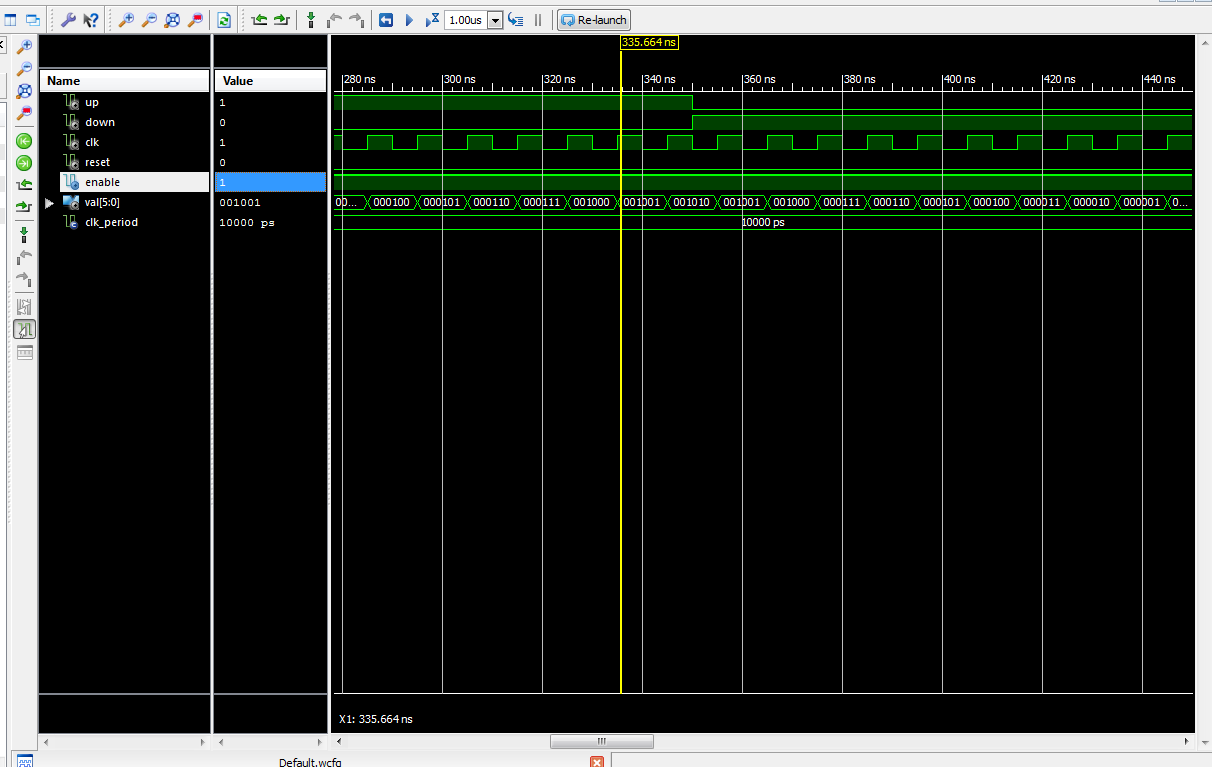 1.00us Re-launch
335.664 ns
Name Value
280 ns 300 ns 320 ns 340 ns 360 ns 380 ns 400 ns 420 ns 440 ns
up 1
down 0
clk 1
reset 0
enable 1
val[5:0] 001001 00... 000100 000101 000110 000111 001000 001001 001010 001001 001000 000111 000110 000101 000100 000011 000010 000001 0...
clk_period 10000 ps 10000 ps
X1: 335.664 ns
Default.wcfg